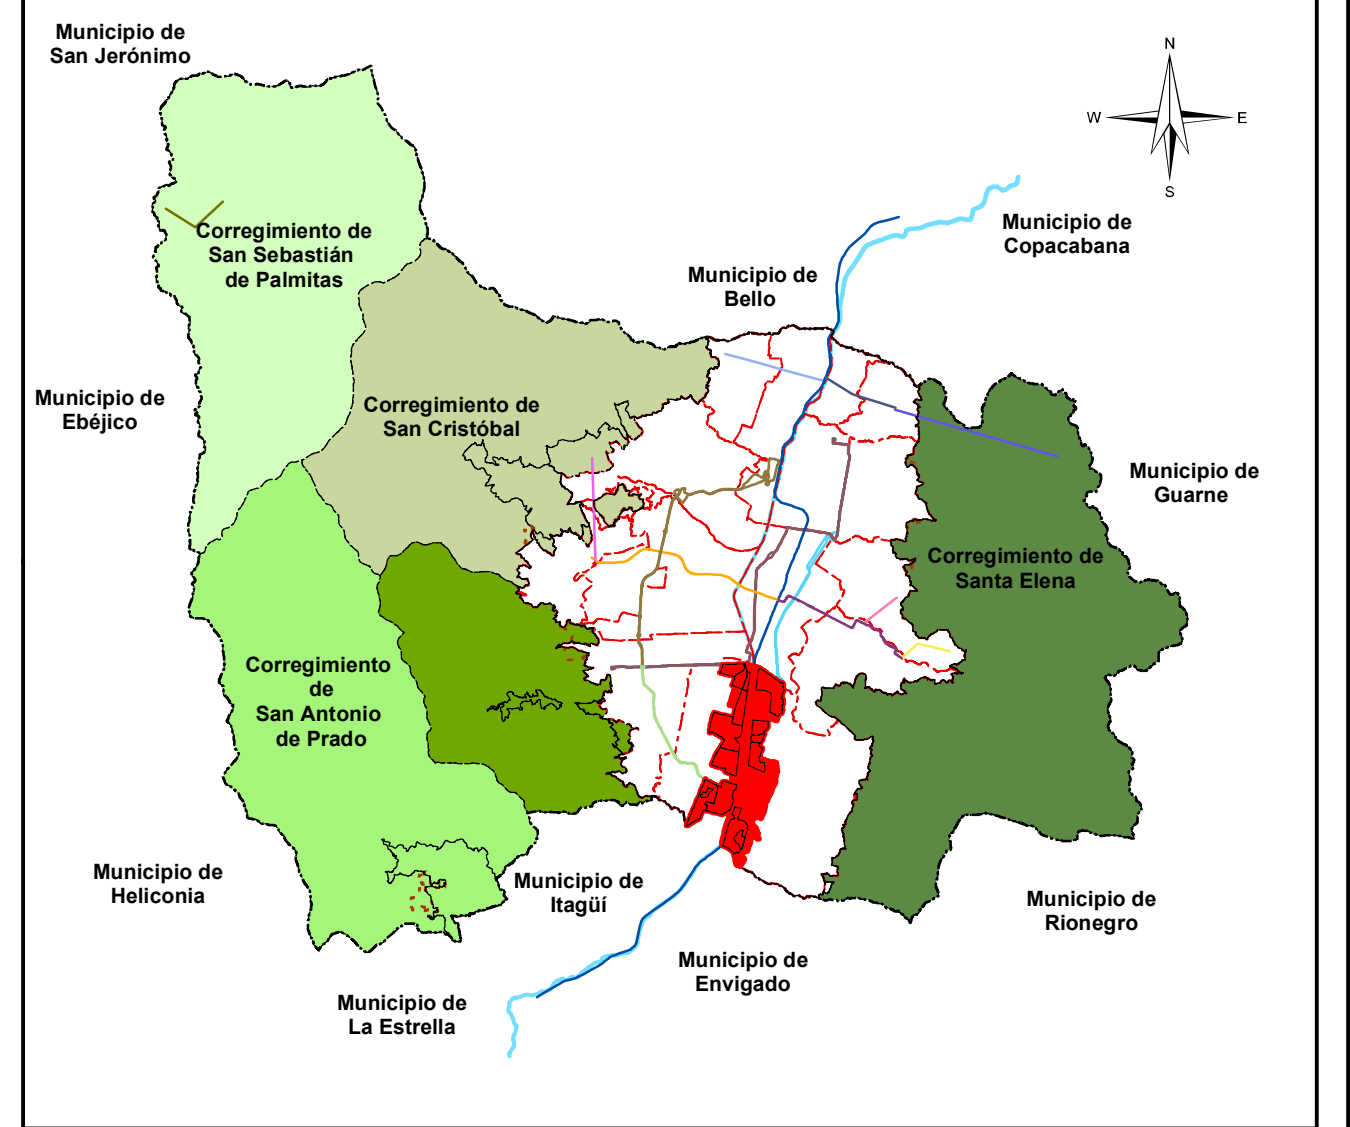 Municipio de
San Jerónimo
N
W
E
S
Municipio de
Copacabana
Corregimiento de
San Sebastián
de Palmitas
Municipio de
Bello
Municipio de
Ebéjico
Corregimiento de
San Cristóbal
Municipio de
Guarne
Corregimiento de
Santa Elena
Corregimiento
de
San Antonio
de Prado
Municipio de
Heliconia
Municipio de
Itagüí
Municipio de
Rionegro
Municipio de
Envigado
Municipio de
La Estrella